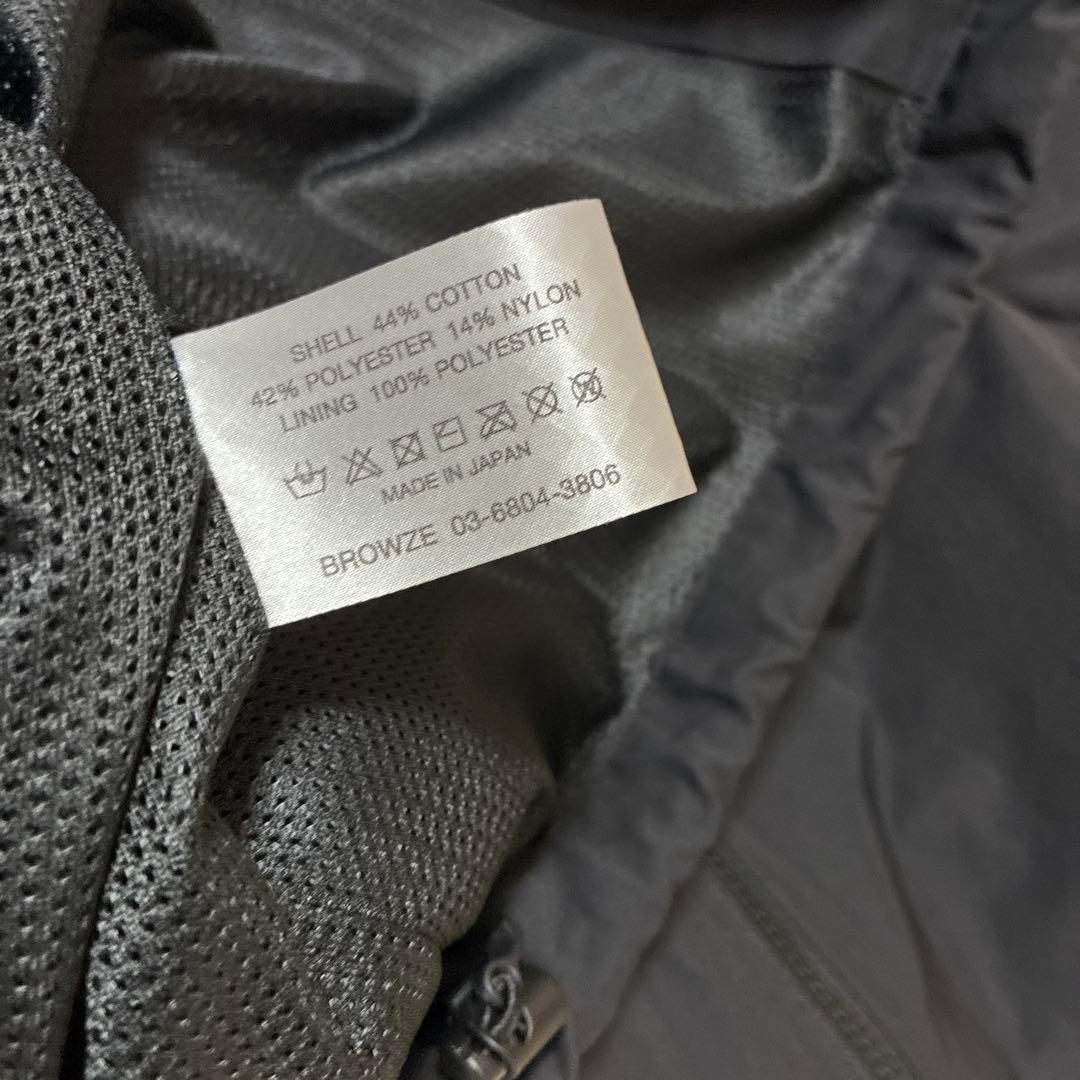 SHELL 44% COTTON
42% POLYESTER 14% NYLON
LINING 100% POLYESTER
MADE IN JAPAN
BROWZE 03-6804-3806